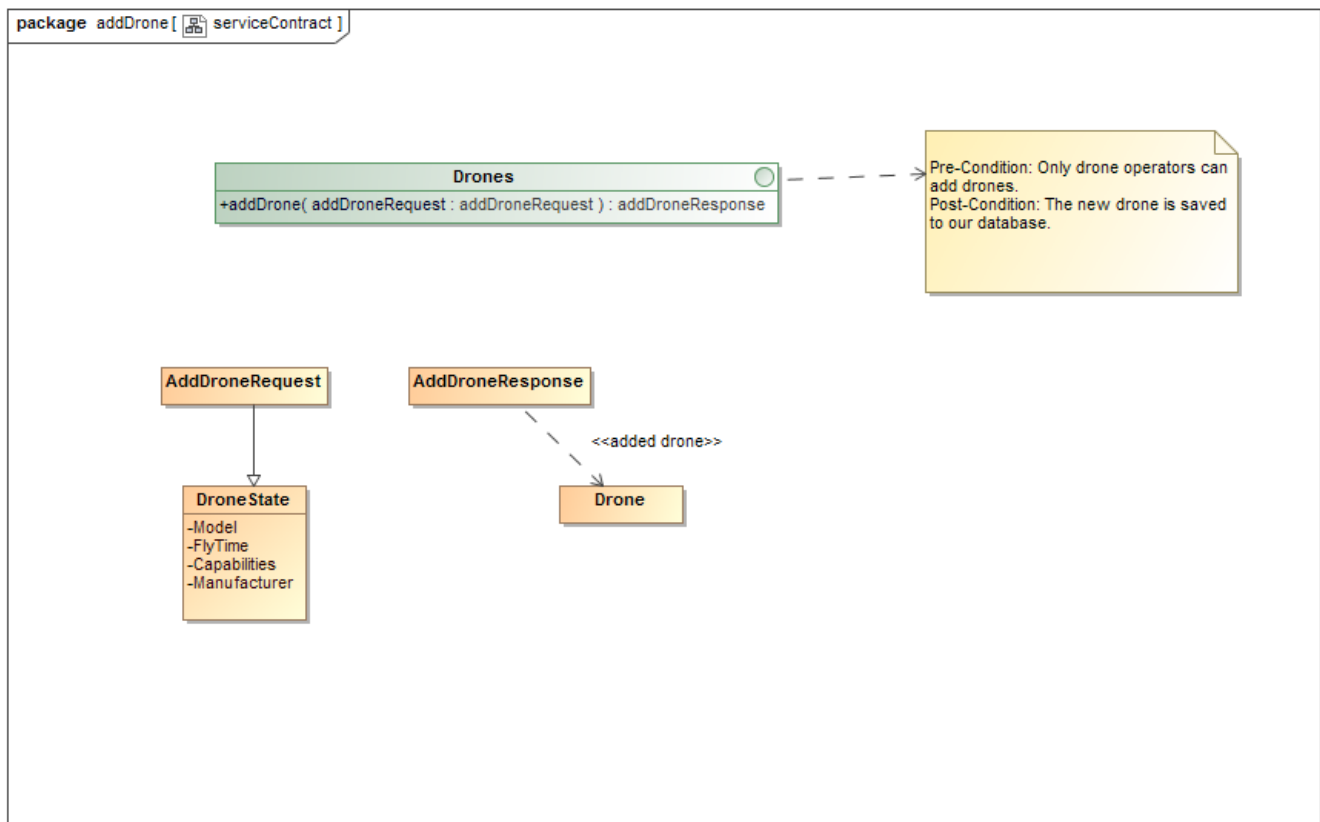 package addDrone [ serviceContract ]
Drones
+addDrone( addDroneRequest : addDroneRequest ) : addDroneResponse
Pre-Condition: Only drone operators can
add drones.
Post-Condition: The new drone is saved
to our database.
AddDroneRequest
AddDroneResponse
<<added drone>>
DroneState
-Model
-FlyTime
-Capabilities
-Manufacturer
Drone